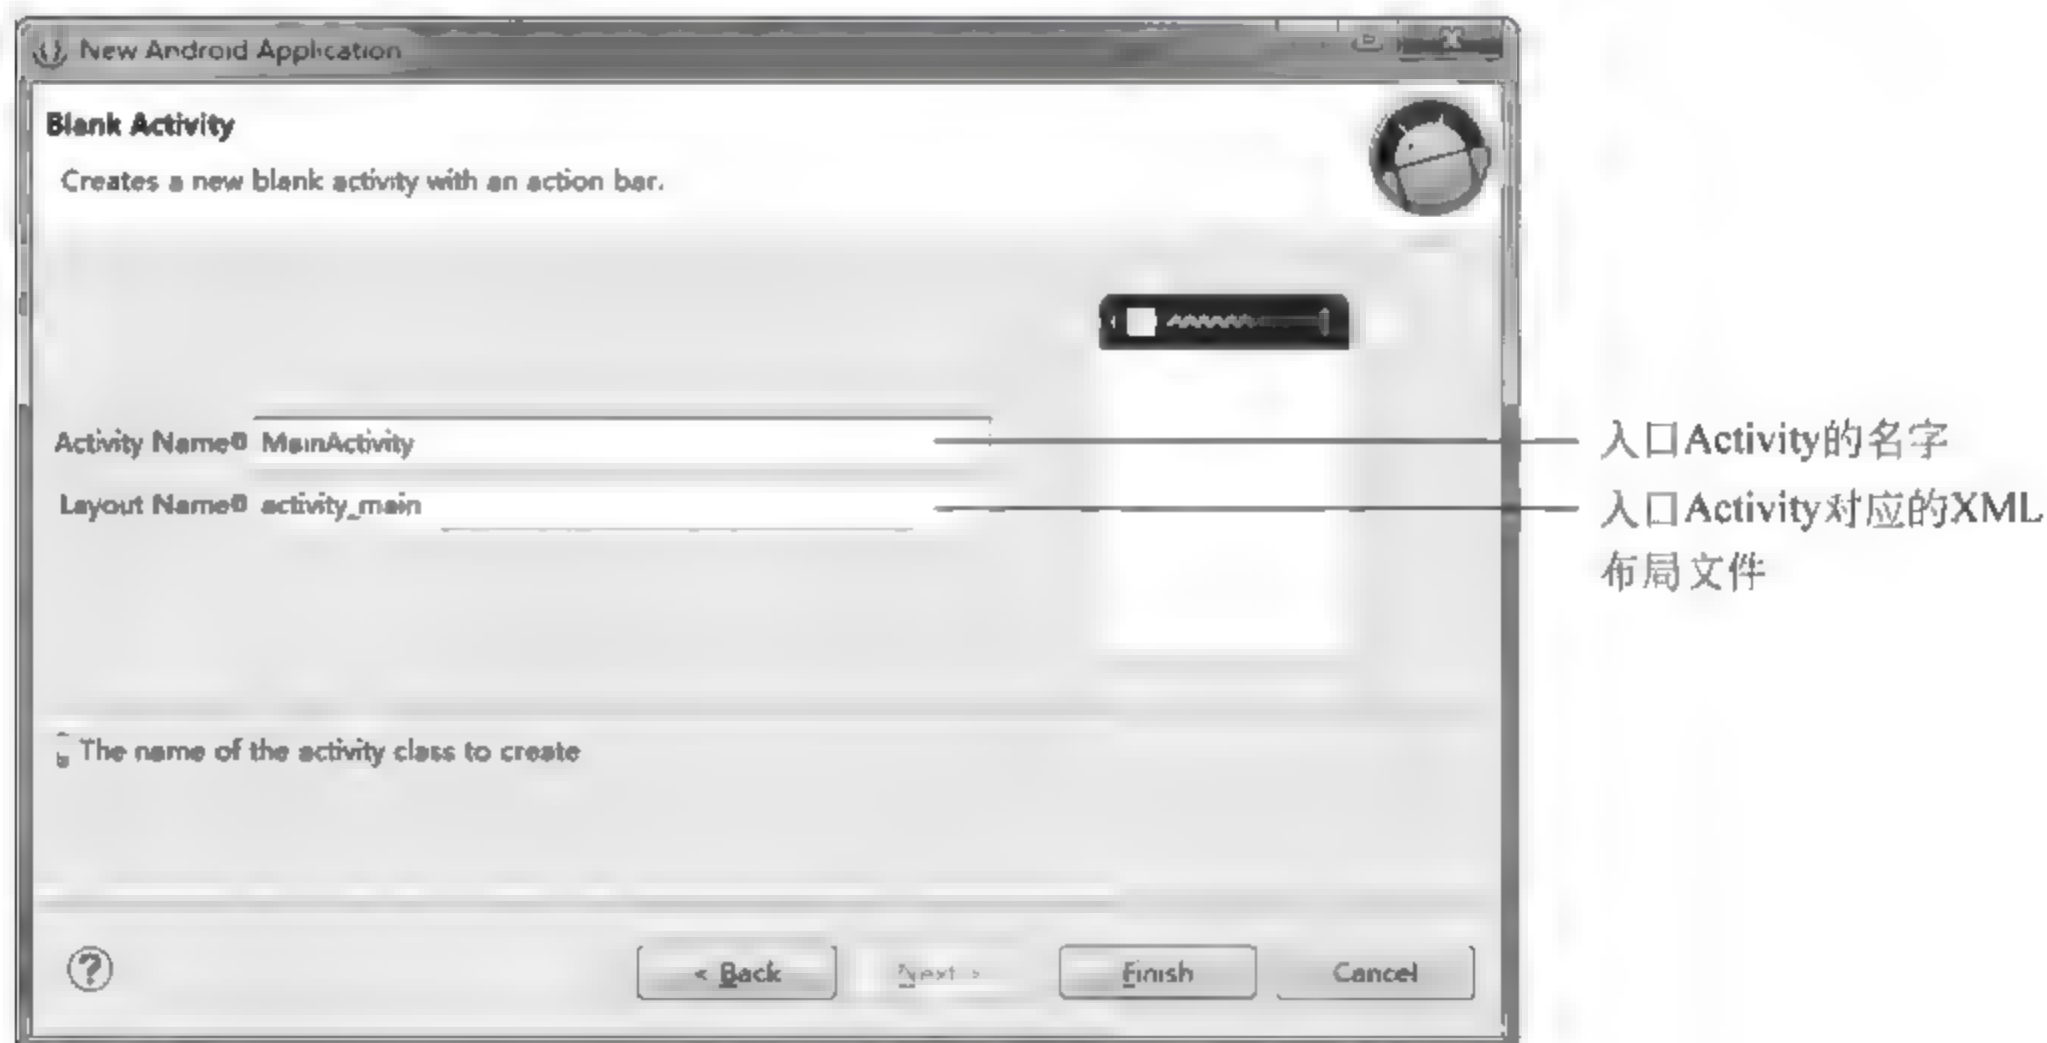 New Android Application
Blank Activity
Creates a new blank activity with an action bar.
Activity Name MainActivity
入口Activity的名字
Layout Name activity_main
入口Activity对应的XML
布局文件
The name of the activity class to create
?
< Back
Next >
Finish
Cancel